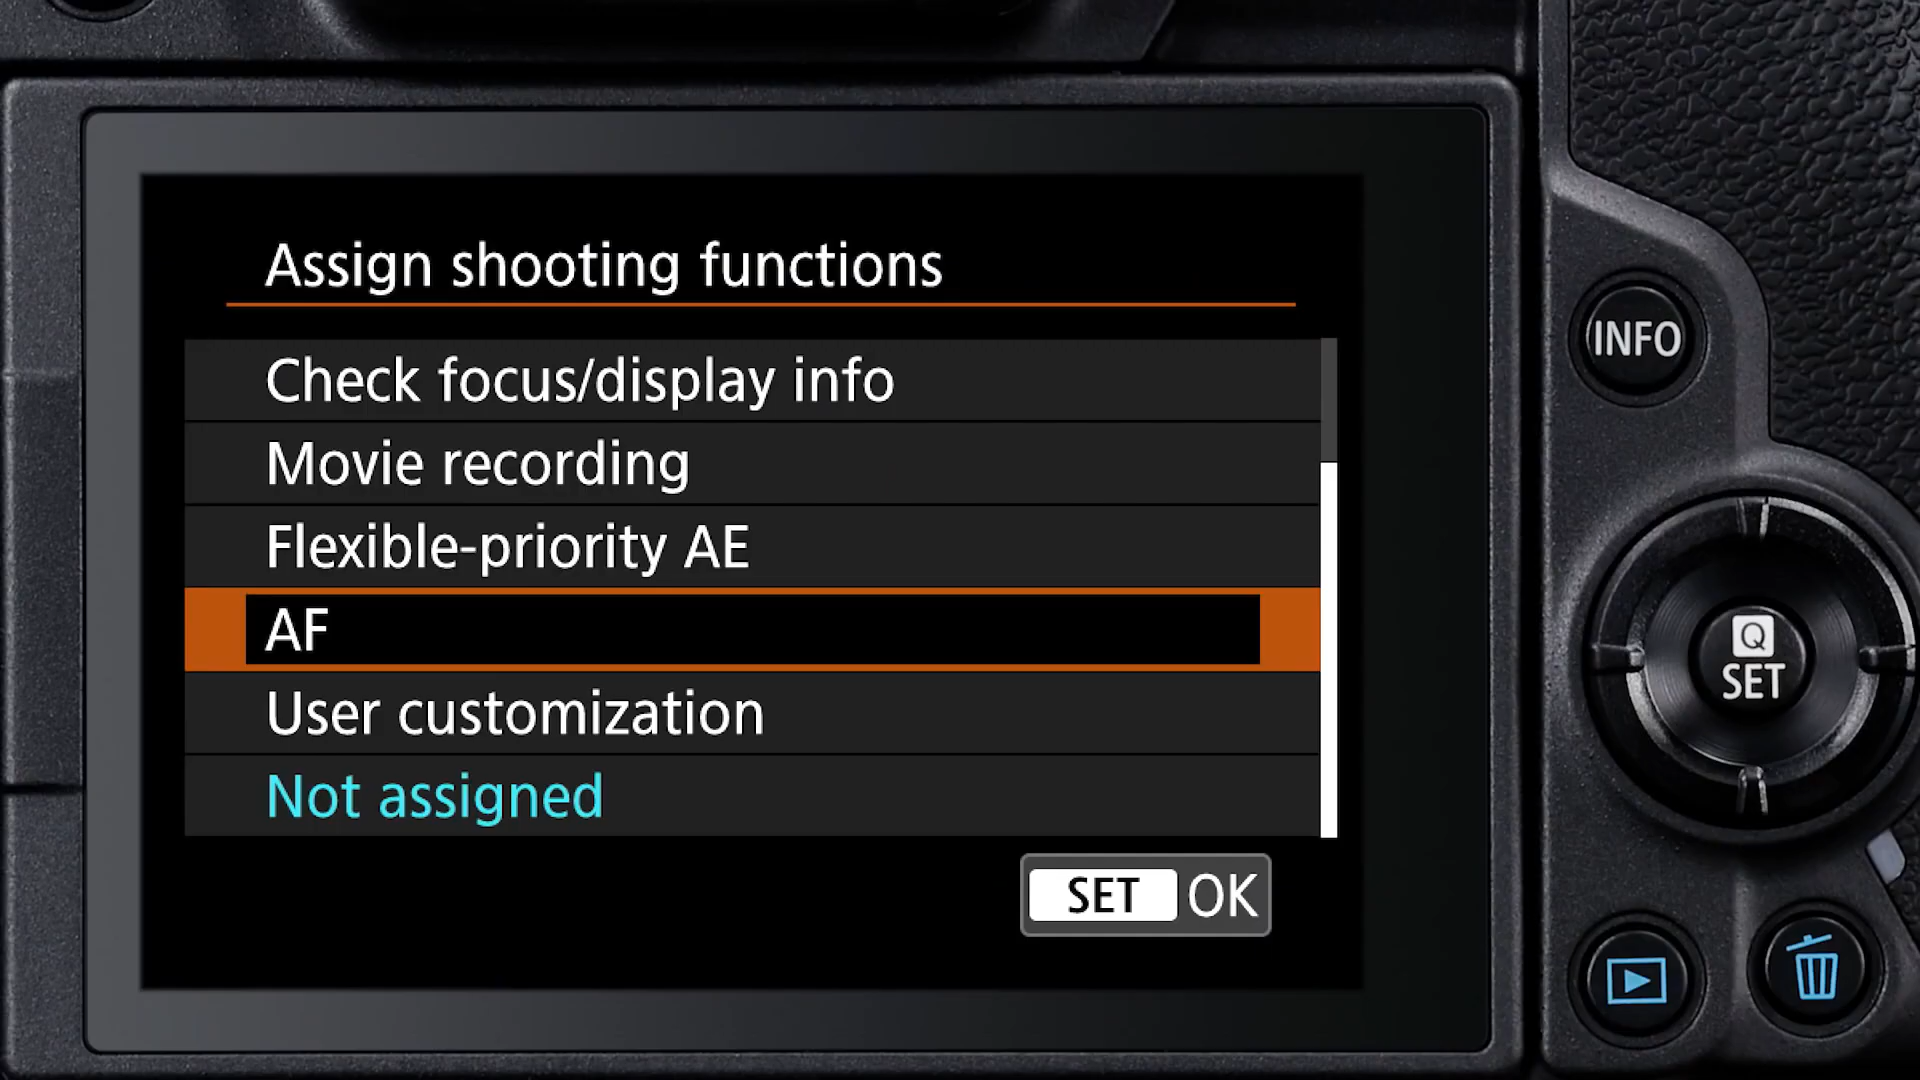 Assign shooting functions
Check focus/display info
Movie recording
Flexible-priority AE
AF
User customization
Not assigned
SET OK
INFO
Q
SET